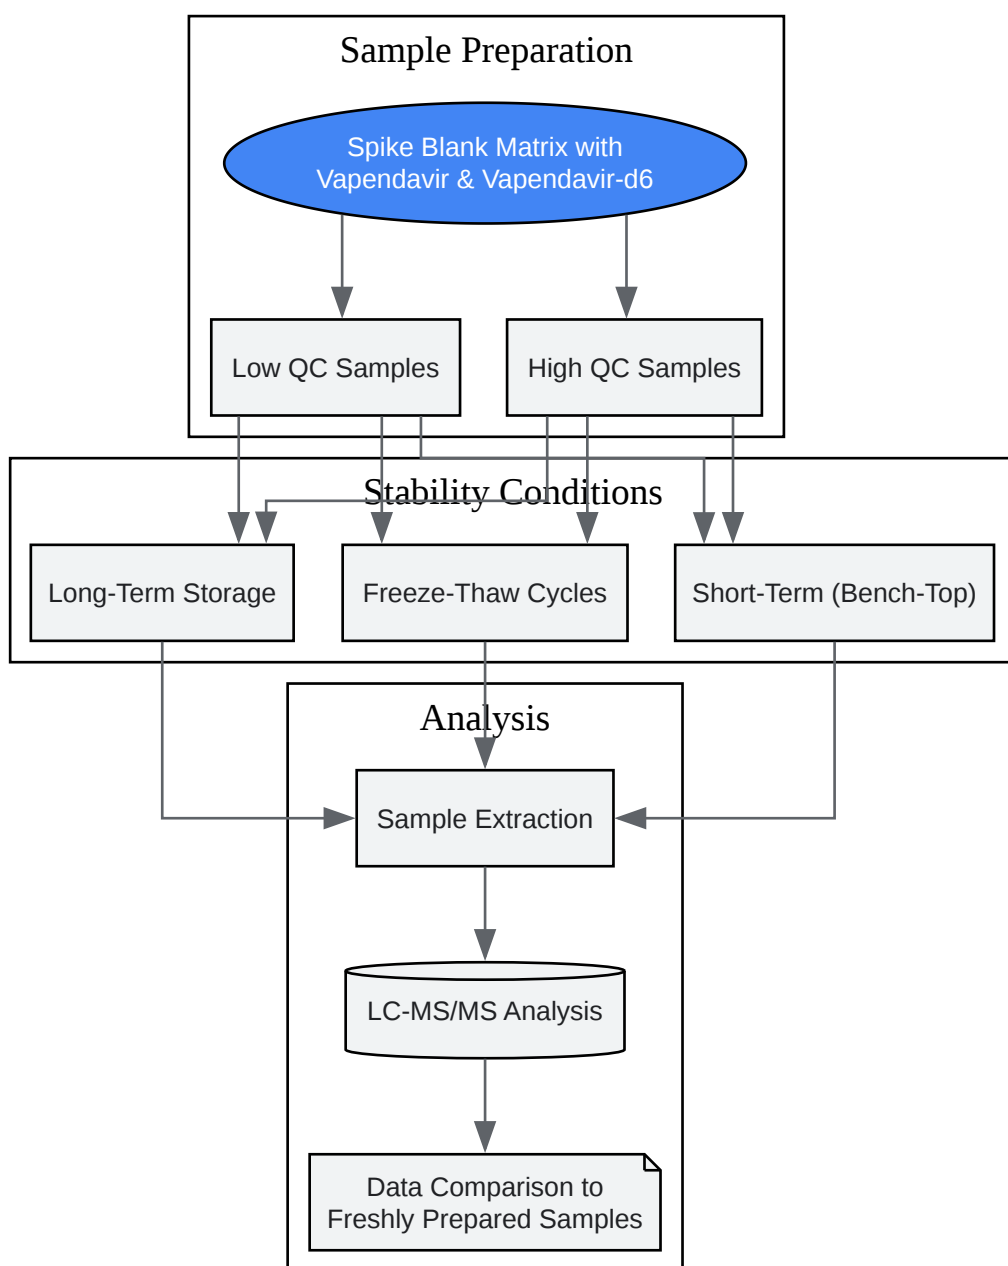 Sample Preparation
Spike Blank Matrix with
Vapendavir & Vapendavir-d6
Low QC Samples
High QC Samples
Stability Conditions
Long-Term Storage
Freeze-Thaw Cycles
Short-Term (Bench-Top)
Analysis
Sample Extraction
LC-MS/MS Analysis
Data Comparison to
Freshly Prepared Samples